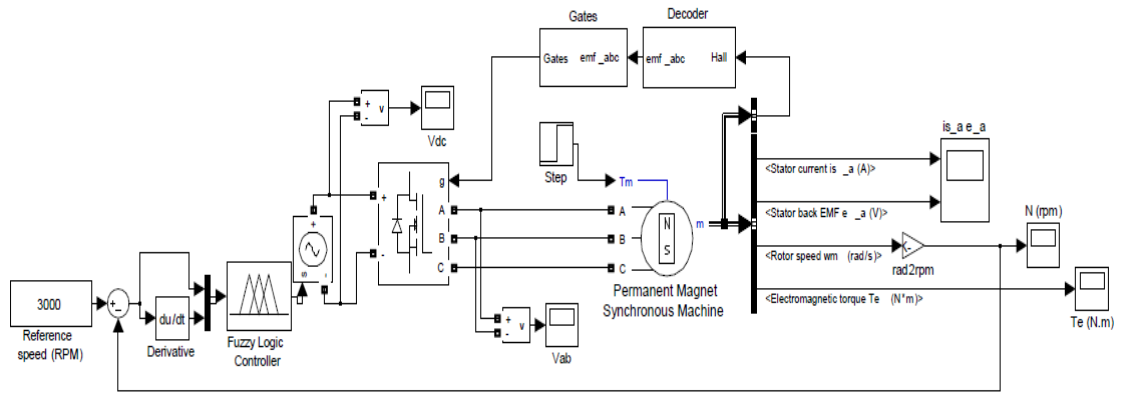 Gates
Decoder
Gates emf _abc
emf _abc Hall
+
-
v
Vdc
Step
is_a e _a
g
Tm
<Stator current is _a (A)>
+
A
A
N
S
m
<Stator back EMF e _a (V)>
N (rpm)
B
B
-
C
C
<Rotor speed wm (rad/s)>
rad2rpm
+
s
-
Permanent Magnet
Synchronous Machine
<Electromagnetic torque Te (N*m)>
Te (N.m)
3000
+
-
du/dt
Reference
speed (RPM)
Derivative
Fuzzy Logic
Controller
+
-
v
Vab